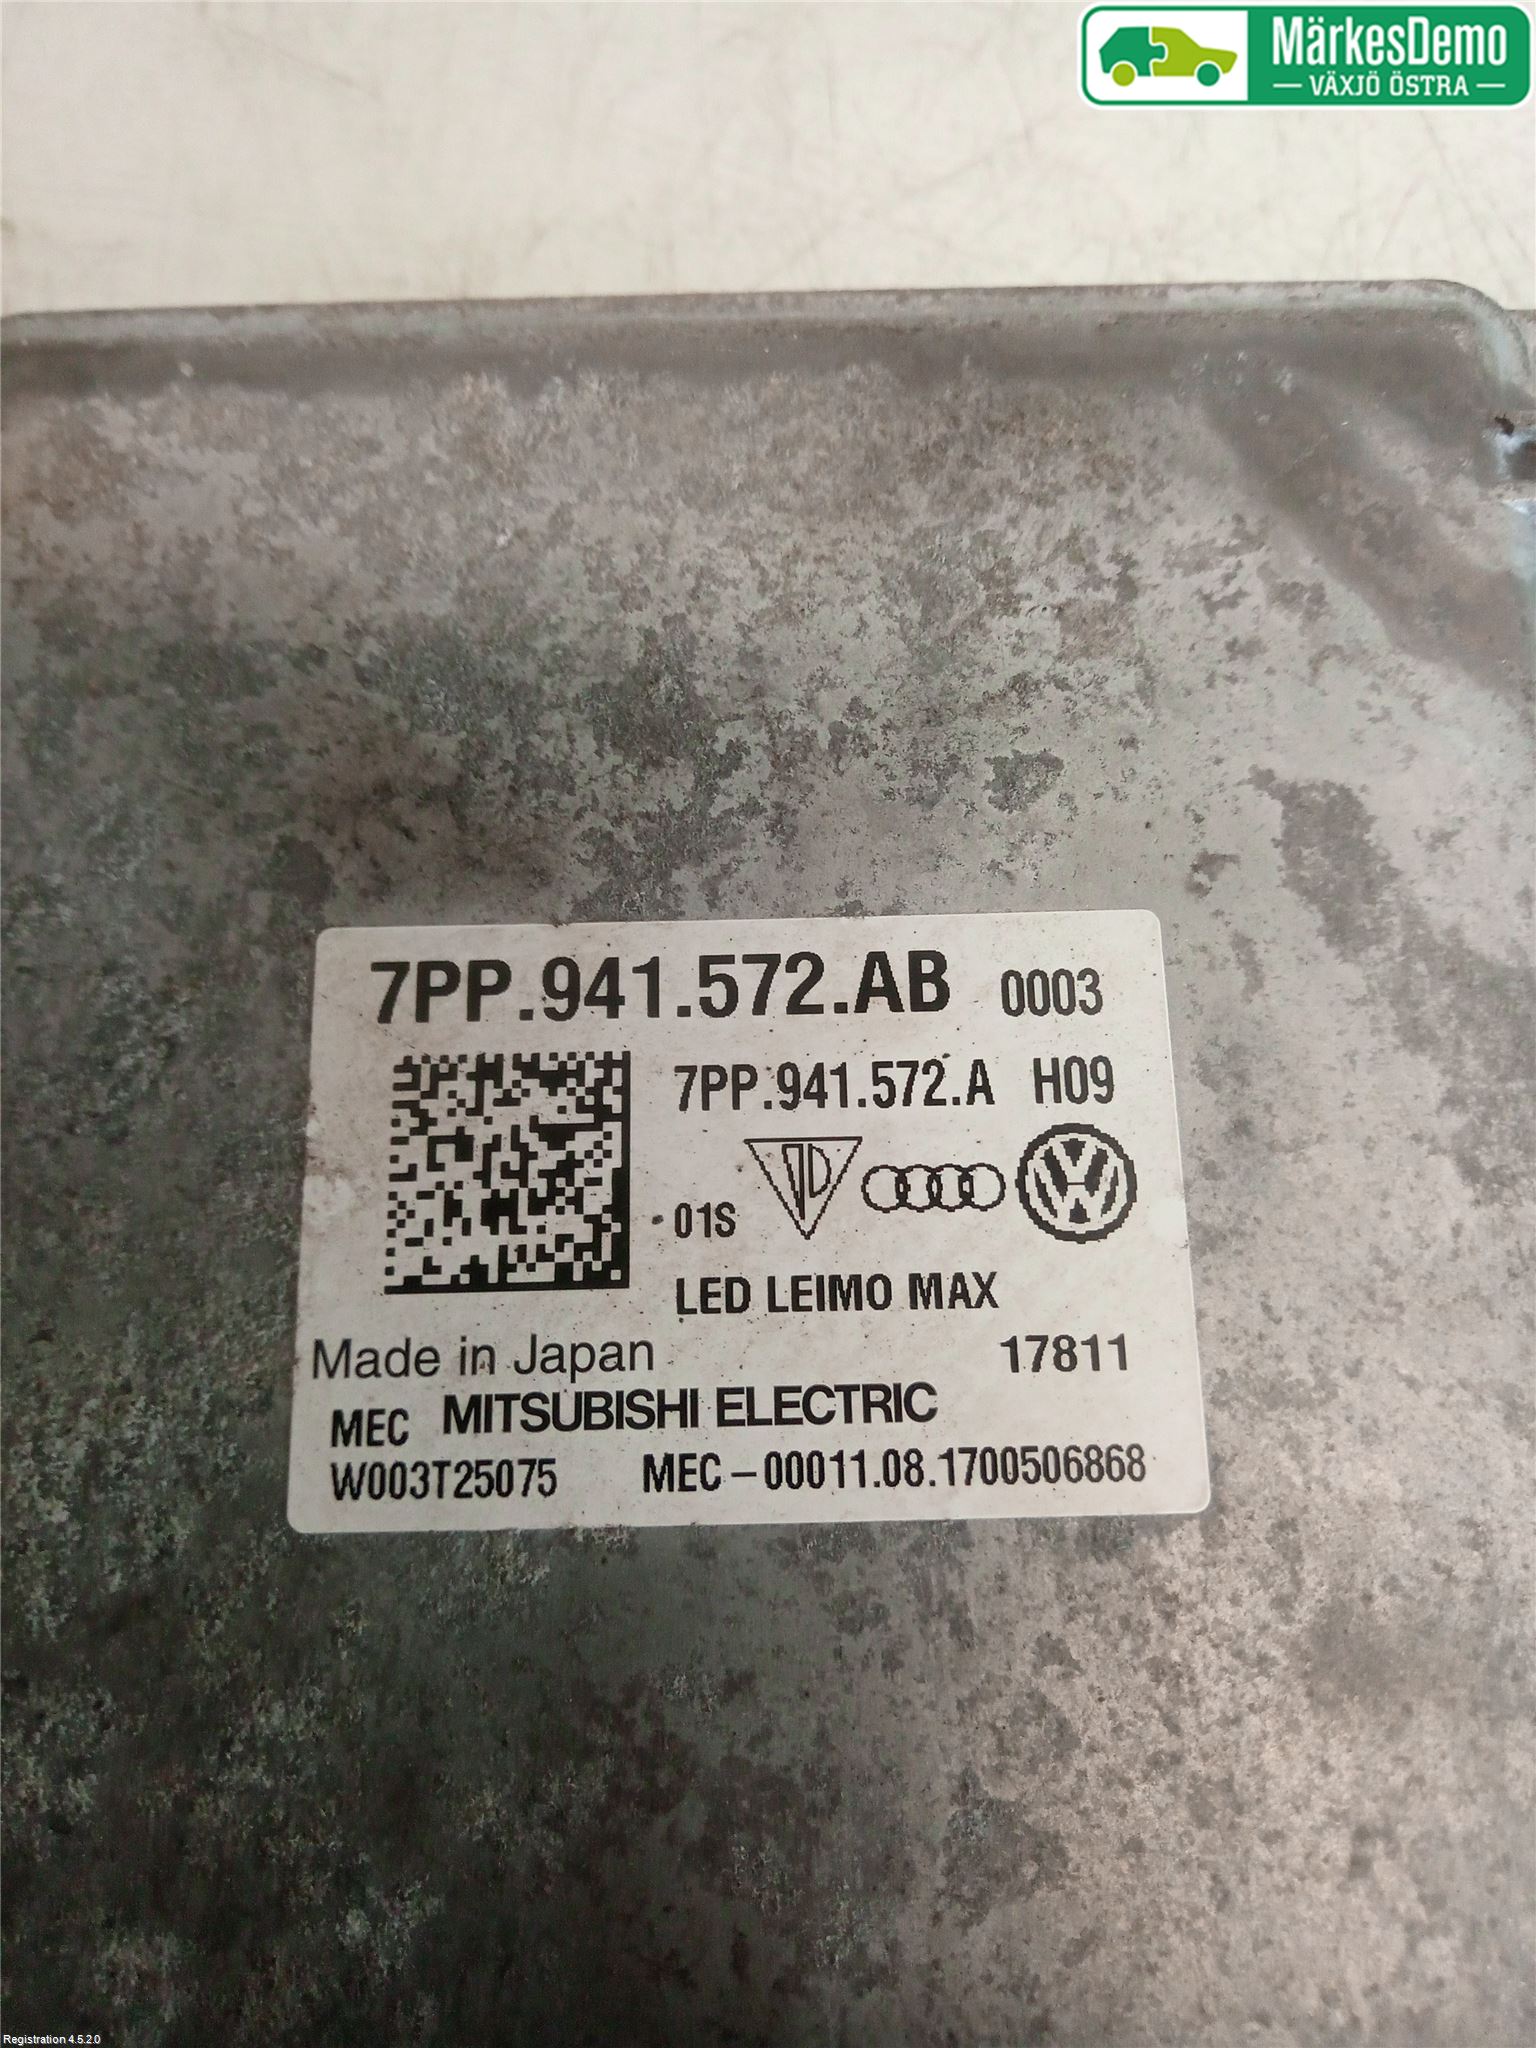 MärkesDemo
VÄXJÖ ÖSTRA
7PP.941.572.AB 0003
7PP.941.572.A H09
01S
LED LEIMO MAX
Made in Japan 17811
MEC MITSUBISHI ELECTRIC
W003T25075 MEC-00011.08.1700506868
Registration 4.5.2.0